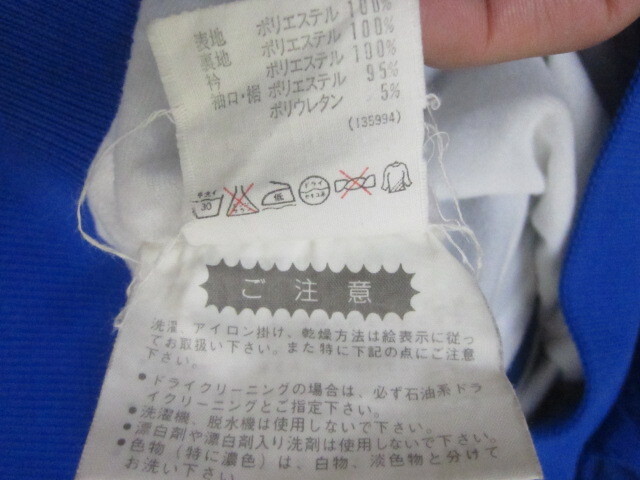 表地 ポリエステル 100%
裏地 ポリエステル 100%
衿 ポリエステル 100%
袖口・裾 ポリエステル 95%
ポリウレタン 5%
(135994)
手洗イ 30 低 ドライ
ご注意
洗濯、アイロン掛け、乾燥方法は絵表示に従っ
てお取扱い下さい。また特に下記の点にご注意
下さい。
●ドライクリーニングの場合は、必ず石油系ドラ
イクリーニングとご指定下さい。
●洗濯機、脱水機は使用しないで下さい。
●漂白剤や漂白剤入り洗剤は使用しないで下さい。
●色物（特に濃色）は、白物、淡色物と分けて
お洗い下さい。